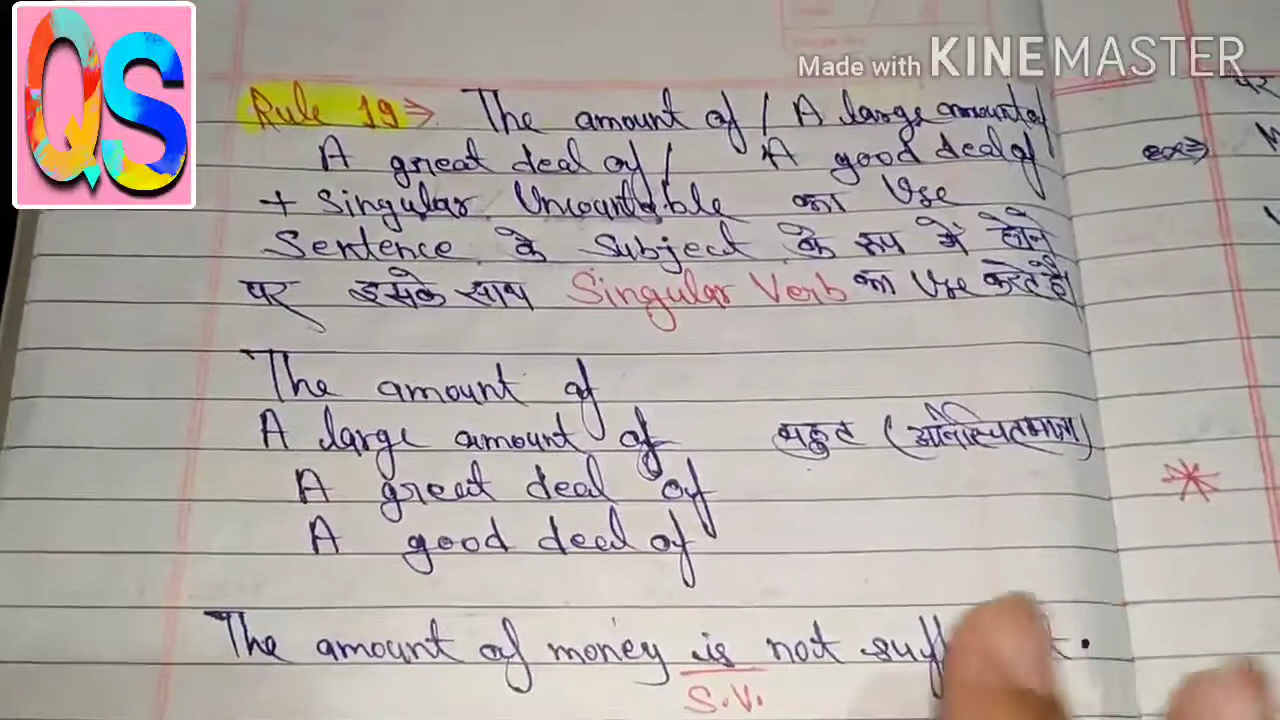 QS
Made with KINEMASTER
Rule 19⇒ The amount of / A large amount of
A great deal of / A good deal of
+ Singular Uncountable का Use
Sentence के Subject के रूप में होने
पर इसके साथ Singular Verb का Use करते है।
The amount of
A large amount of बहुत
A great deal of
A good deal of
The amount of money is not
S.V.
पर
ex⇒